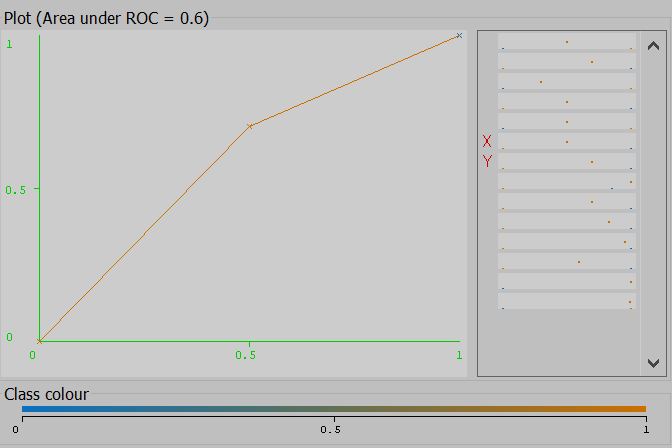 Plot (Area under ROC = 0.6)
1
0.5
0
0 0.5 1
X
Y
Class colour
0 0.5 1